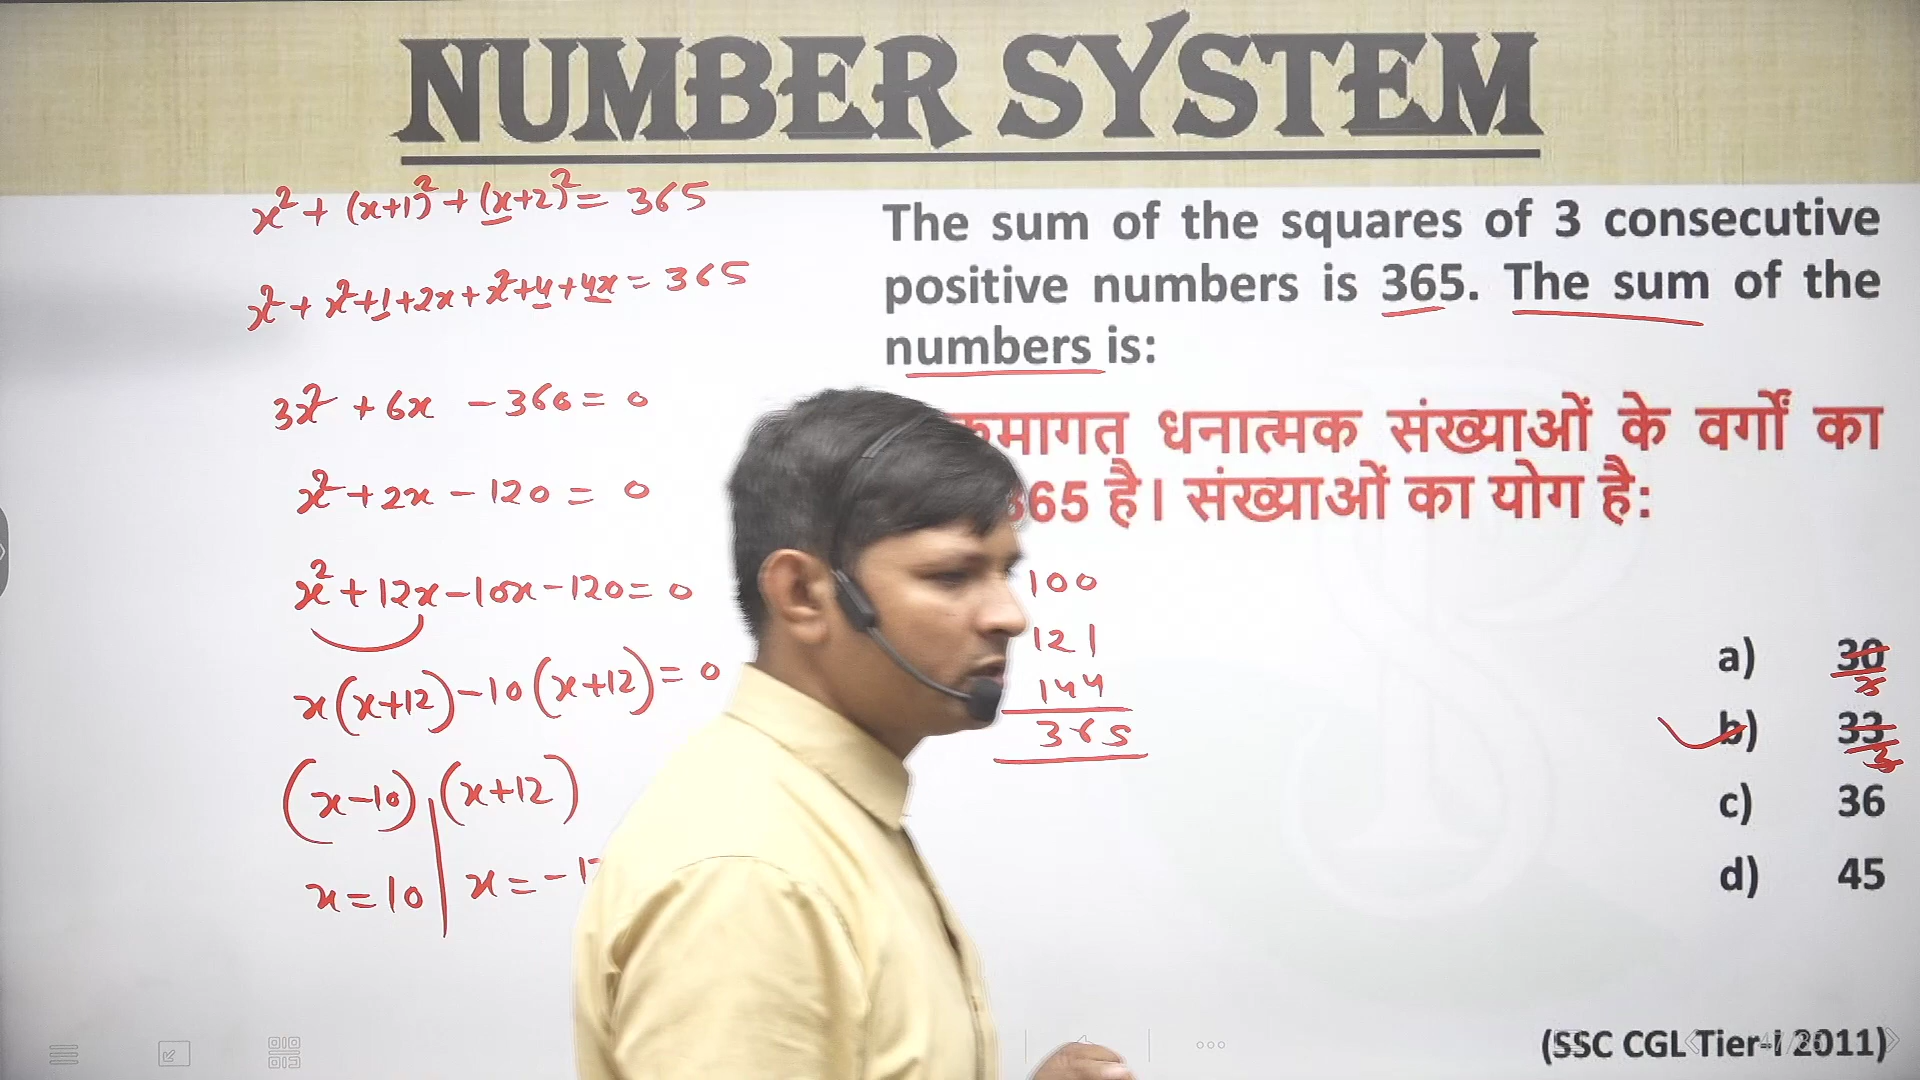 NUMBER SYSTEM
x² + (x+1)² + (x+2)² = 365
x² + x²+1+2x+x²+4+4x = 365
3x² + 6x - 360 = 0
x² + 2x - 120 = 0
x² + 12x - 10x - 120 = 0
x(x+12) - 10(x+12) = 0
(x-10) (x+12)
x = 10 x = -
The sum of the squares of 3 consecutive
positive numbers is 365. The sum of the
numbers is:
धनात्मक संख्याओं के वर्गों का
365 है। संख्याओं का योग है:
100
121
144
365
a) 30
b) 33
c) 36
d) 45
(SSC CGL Tier-I 2011)